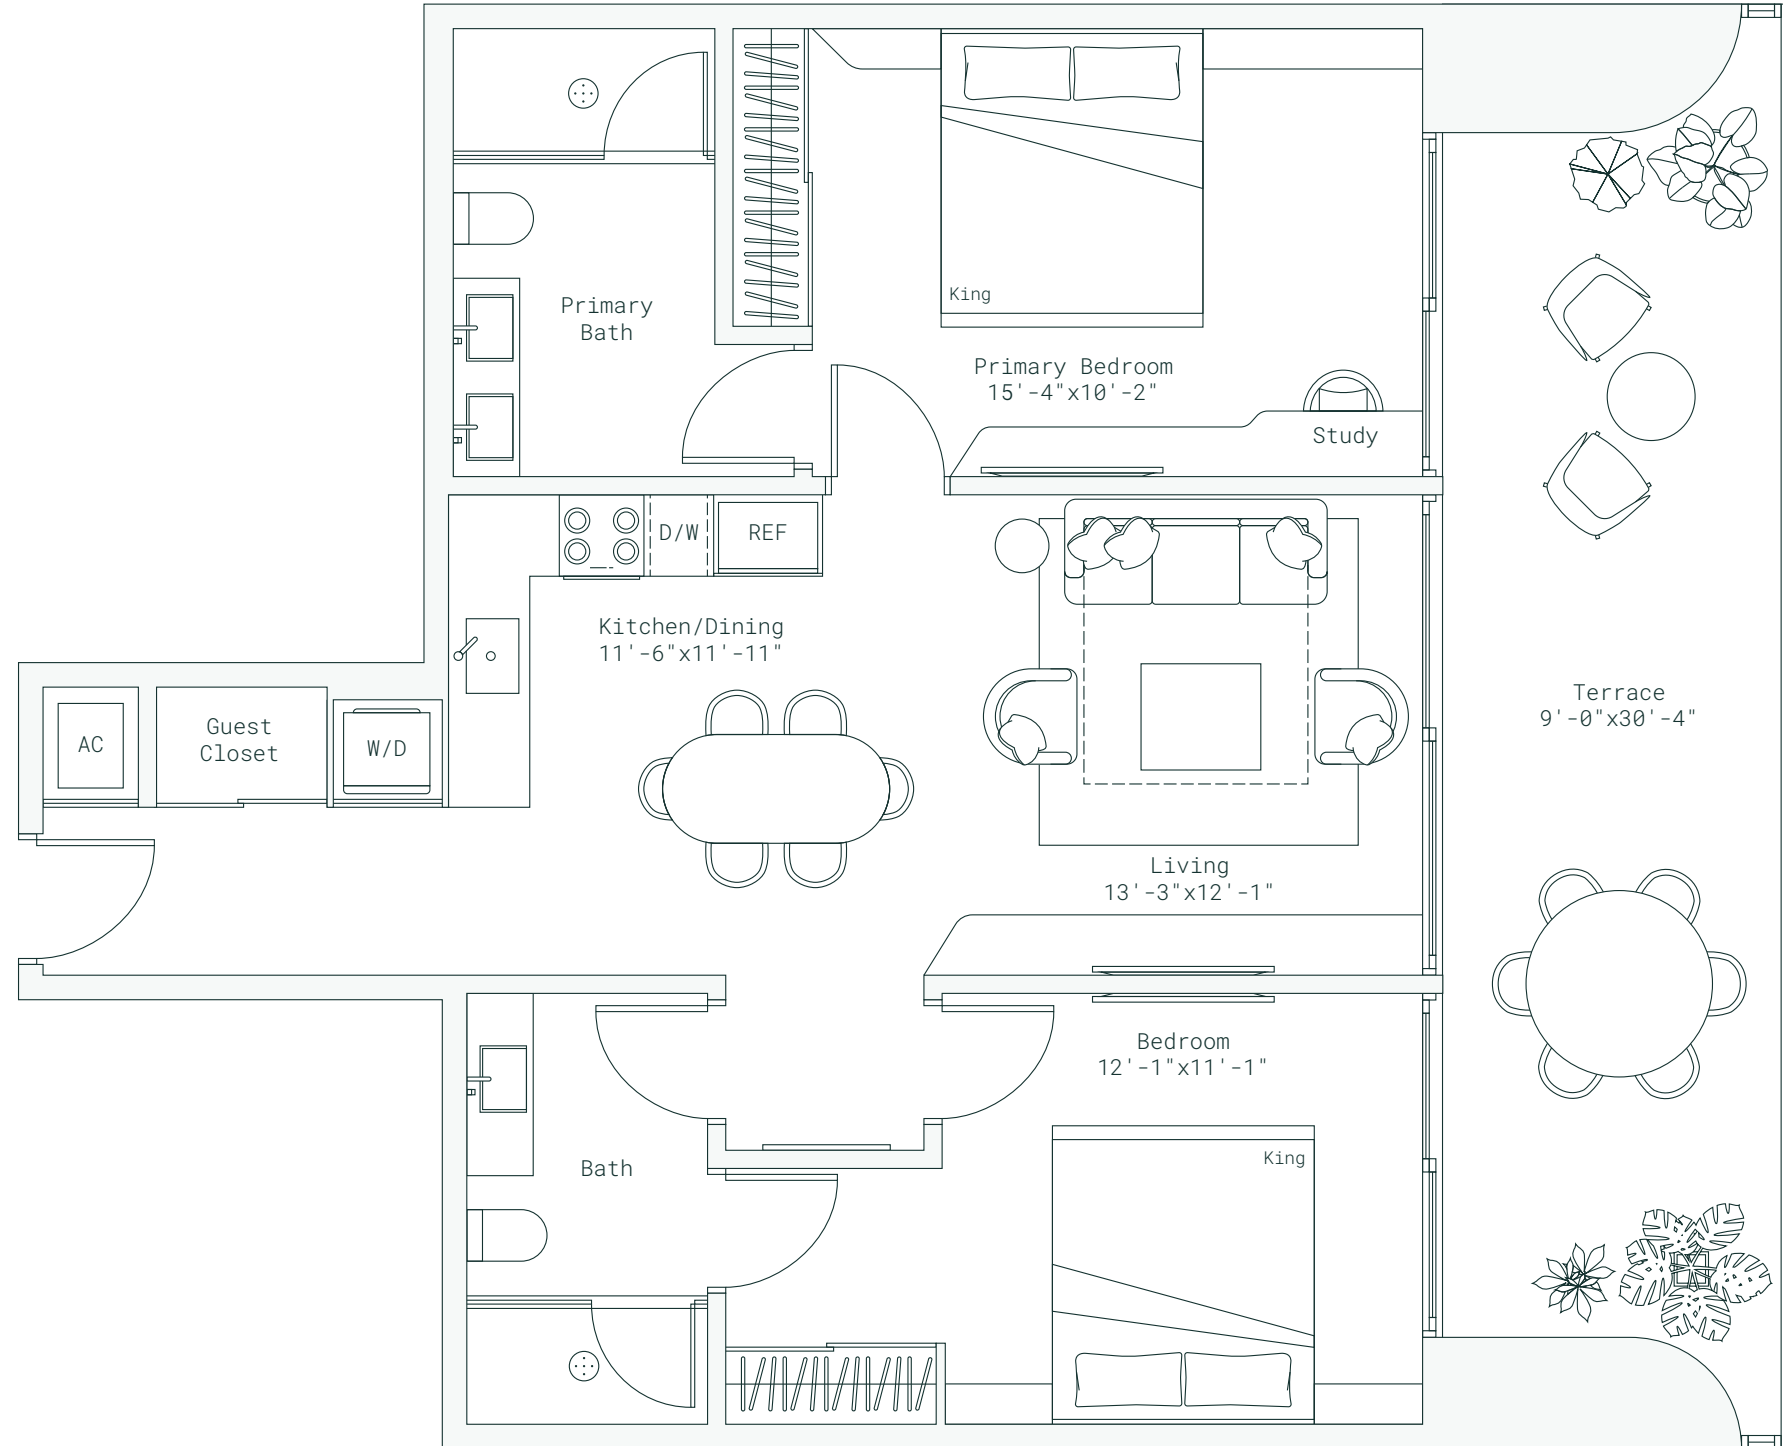 Primary
Bath
King
Primary Bedroom
15'-4"x10'-2"
Study
D/W
REF
Kitchen/Dining
11'-6"x11'-11"
AC
Guest
Closet
W/D
Terrace
9'-0"x30'-4"
Living
13'-3"x12'-1"
Bedroom
12'-1"x11'-1"
King
Bath